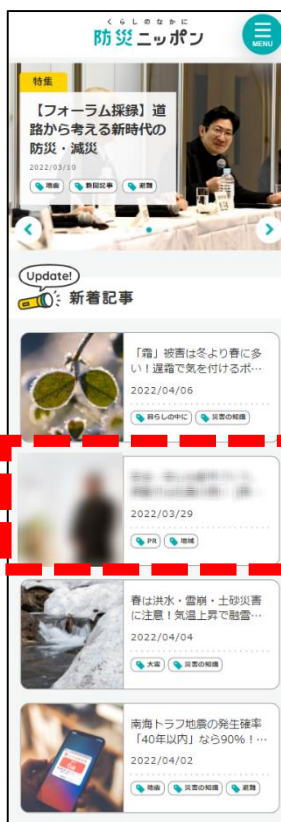 くらしのなかに
防災ニッポン
MENU
特集
【フォーラム採録】道
路から考える新時代の
防災・減災
2022/03/10
地歯 新聞記事 避難
Update!
新着記事
「霜」被害は冬より春に多
い！遅霜で気を付けるポ…
2022/04/06
暮らしの中に 災害の知識
2022/03/29
PR 地域
春は洪水・雪崩・土砂災害
に注意！気温上昇で融雪…
2022/04/04
大雪 災害の知識
南海トラフ地震の発生確率
「40年以内」なら90%！…
2022/04/02
地歯 災害の知識 避難